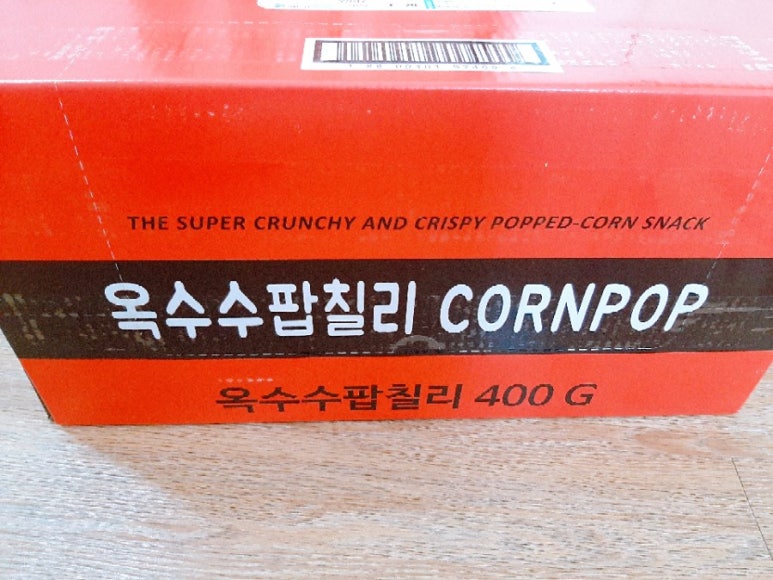 THE SUPER CRUNCHY AND CRISPY POPPED-CORN SNACK
옥수수팝칠리 CORNPOP
옥수수팝칠리 400 G